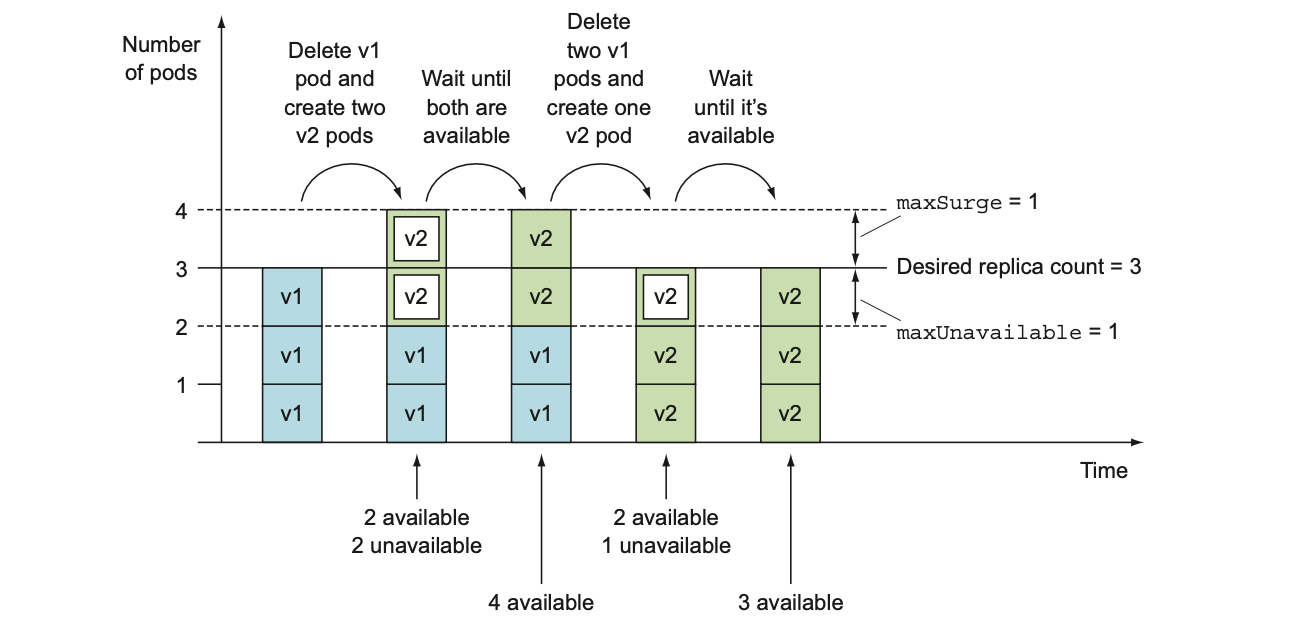 Number
of pods
Delete v1
pod and
create two
v2 pods
Wait until
both are
available
Delete
two v1
pods and
create one
v2 pod
Wait
until it’s
available
4
3
2
1
v1
v1
v1
v2
v2
v1
v1
v2
v2
v1
v1
v2
v2
v2
v2
v2
v2
maxSurge = 1
Desired replica count = 3
maxUnavailable = 1
Time
2 available
2 unavailable
4 available
2 available
1 unavailable
3 available